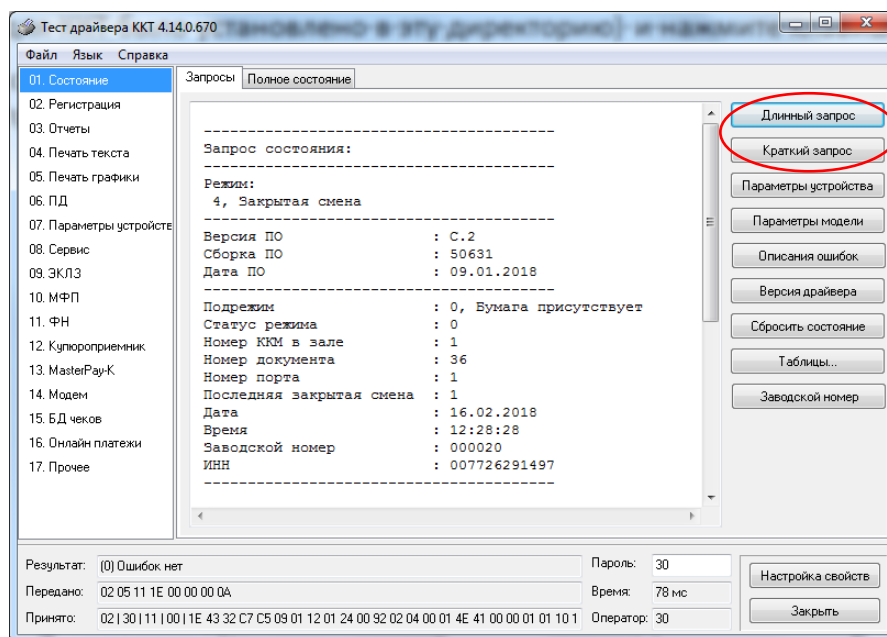 Тест драйвера ККТ 4.14.0.670
Файл Язык Справка
01. Состояние
02. Регистрация
03. Отчеты
04. Печать текста
05. Печать графики
06. ПД
07. Параметры устройств
08. Сервис
09. ЭКЛЗ
10. МФП
11. ФН
12. Купюроприемник
13. MasterPay-K
14. Модем
15. БД чеков
16. Онлайн платежи
17. Прочее
Запросы Полное состояние
----------------------------------------
Запрос состояния:
----------------------------------------
Режим:
4, Закрытая смена
----------------------------------------
Версия ПО : C.2
Сборка ПО : 50631
Дата ПО : 09.01.2018
----------------------------------------
Подрежим : 0, Бумага присутствует
Статус режима : 0
Номер ККМ в зале : 1
Номер документа : 36
Номер порта : 1
Последняя закрытая смена : 1
Дата : 16.02.2018
Время : 12:28:28
Заводской номер : 000020
ИНН : 007726291497
----------------------------------------
Длинный запрос
Краткий запрос
Параметры устройства
Параметры модели
Описания ошибок
Версия драйвера
Сбросить состояние
Таблицы...
Заводской номер
Результат: (0) Ошибок нет
Передано: 02 05 11 1E 00 00 00 0A
Принято: 02 | 30 | 11 | 00 | 1E 43 32 C7 C5 09 01 12 01 24 00 92 02 04 00 01 4E 41 00 00 01 01 10 1
Пароль: 30
Время: 78 мс
Оператор: 30
Настройка свойств
Закрыть